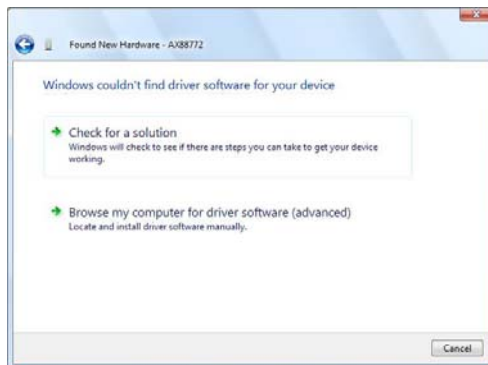 Found New Hardware - AX88772
Windows couldn't find driver software for your device
Check for a solution
Windows will check to see if there are steps you can take to get your device
working.
Browse my computer for driver software (advanced)
Locate and install driver software manually.
Cancel